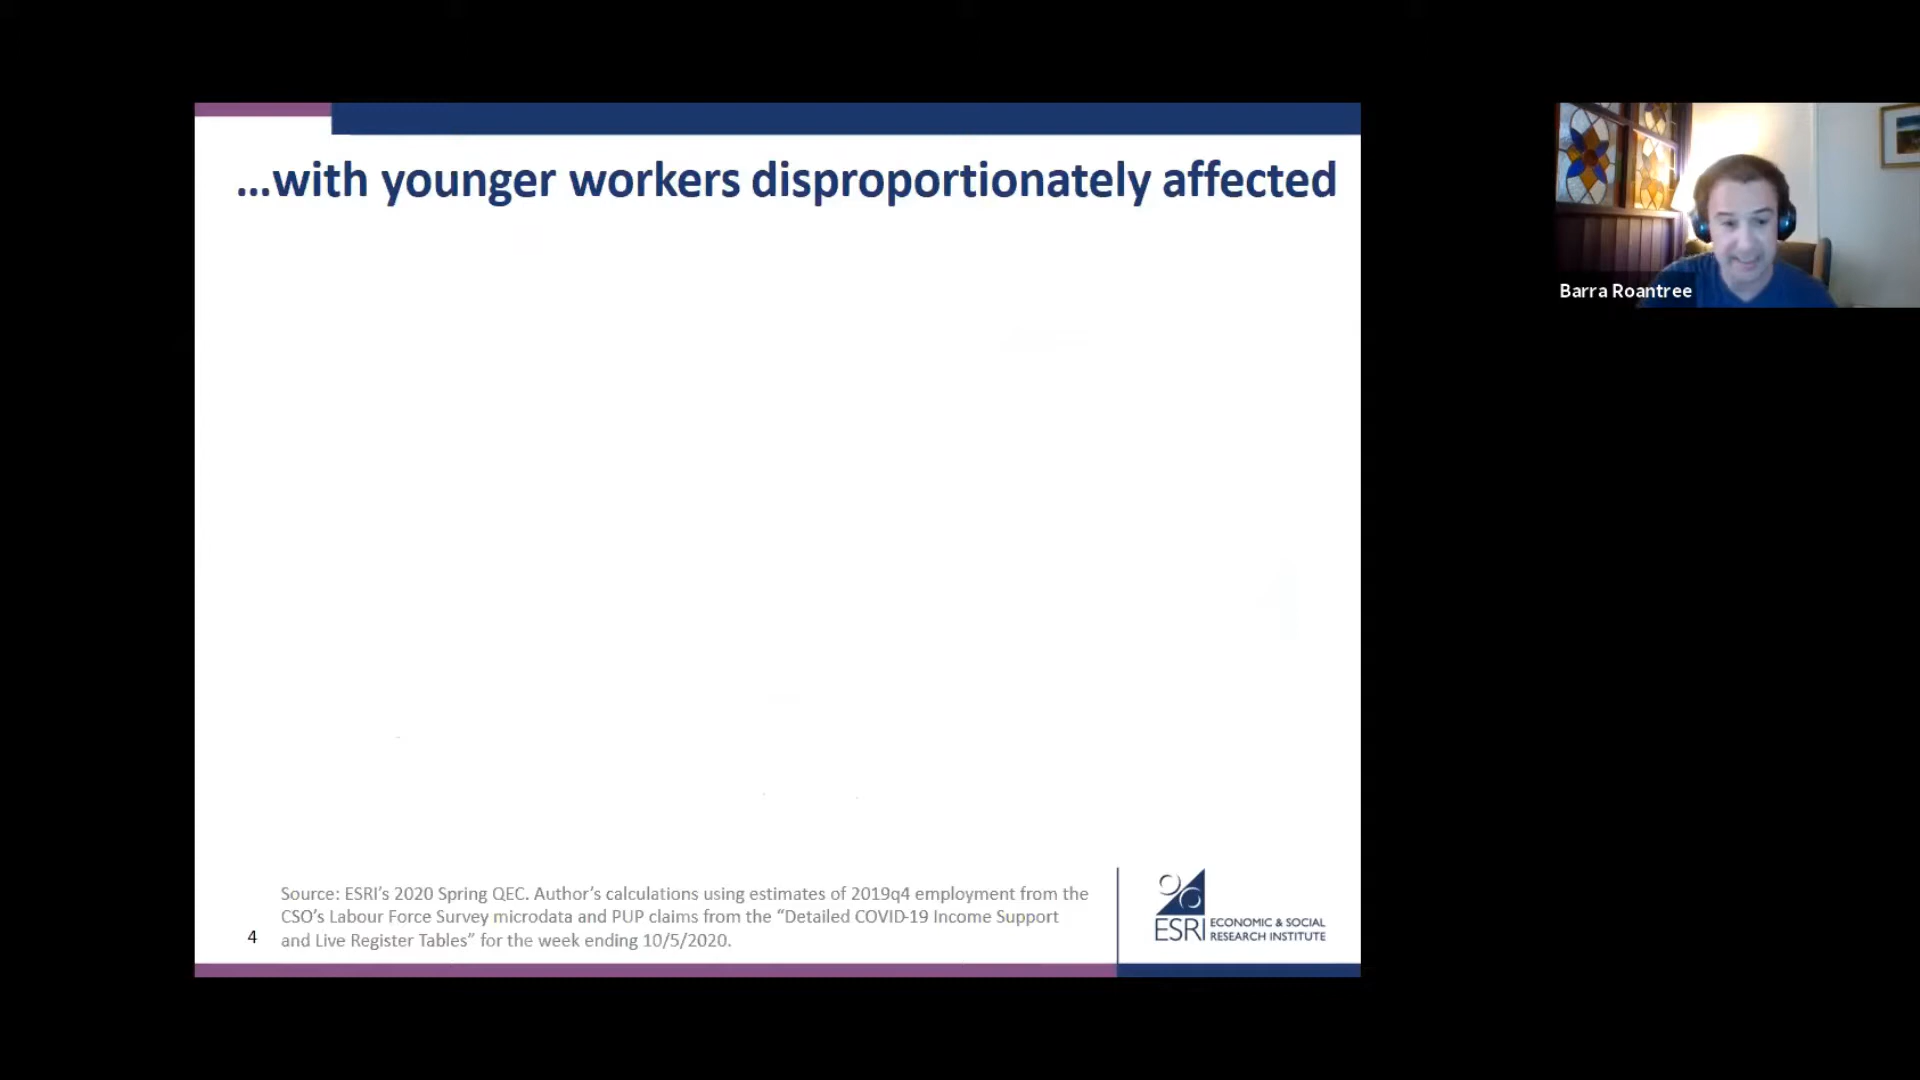 ...with younger workers disproportionately affected
Barra Roantree
Source: ESRI's 2020 Spring QEC. Author's calculations using estimates of 2019q4 employment from the
CSO's Labour Force Survey microdata and PUP claims from the “Detailed COVID-19 Income Support
and Live Register Tables” for the week ending 10/5/2020.
4
ESRI
ECONOMIC & SOCIAL
RESEARCH INSTITUTE